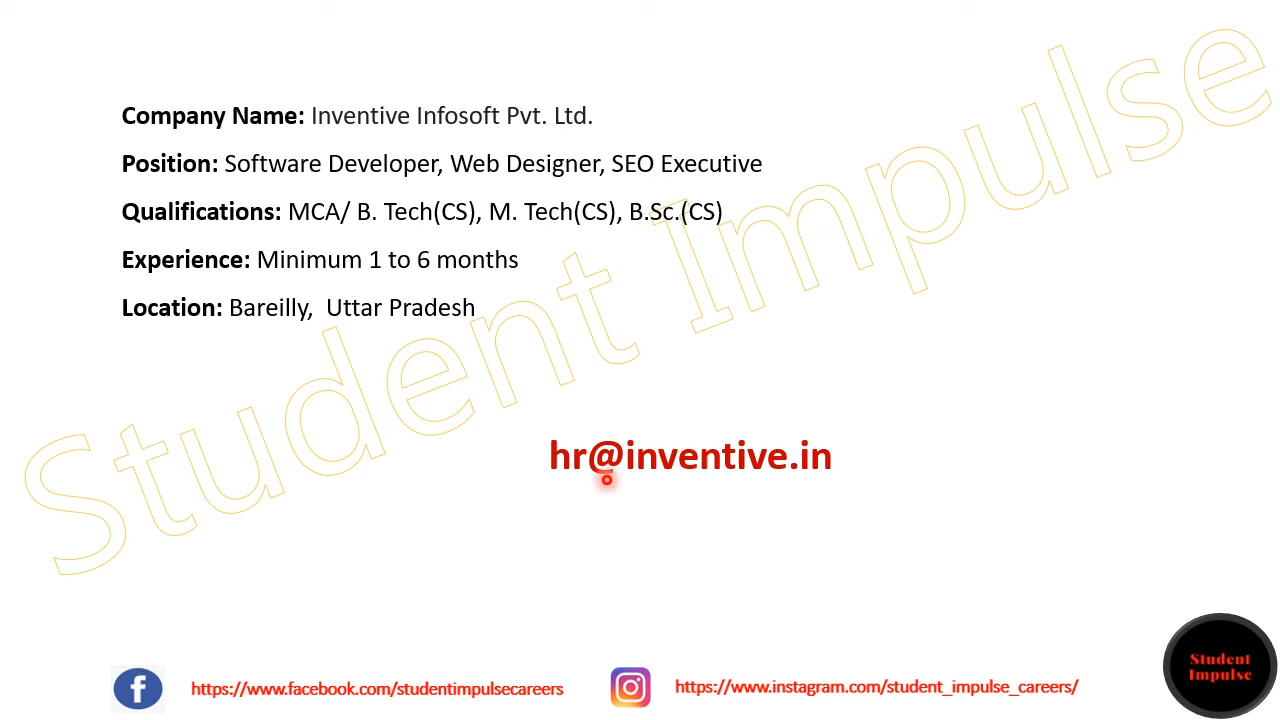 Company Name: Inventive Infosoft Pvt. Ltd.
Position: Software Developer, Web Designer, SEO Executive
Qualifications: MCA/ B. Tech(CS), M. Tech(CS), B.Sc.(CS)
Experience: Minimum 1 to 6 months
Location: Bareilly,  Uttar Pradesh
Student Impulse
hr@inventive.in
https://www.facebook.com/studentimpulsecareers
https://www.instagram.com/student_impulse_careers/
Student
Impulse